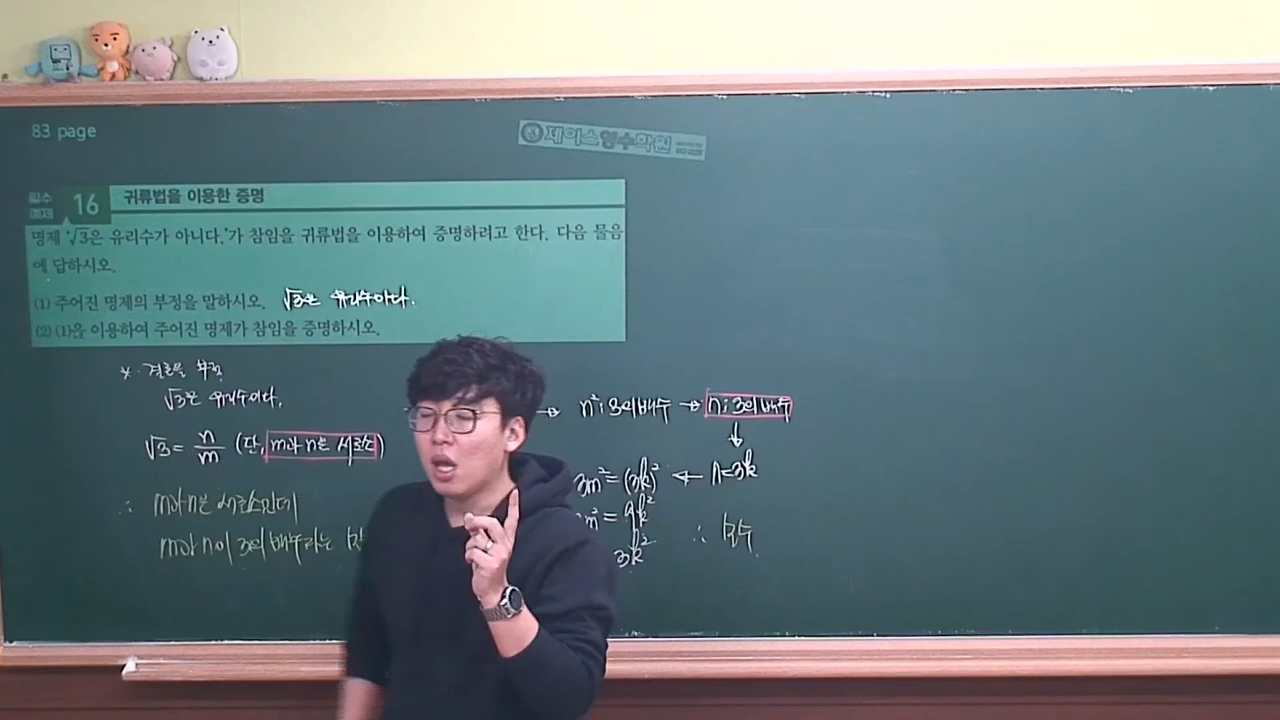 83 page
제이스영수학원
필수 예제 16 귀류법을 이용한 증명
명제 '√3은 유리수가 아니다.'가 참임을 귀류법을 이용하여 증명하려고 한다. 다음 물음
에 답하시오.
(1) 주어진 명제의 부정을 말하시오. √3은 유리수이다.
(2) (1)을 이용하여 주어진 명제가 참임을 증명하시오.
* 결론을 부정
√3은 유리수이다.
√3 = n/m (단, m과 n은 서로소)
∴ m과 n은 서로소인데
m과 n이 3의 배수라는
→ n²: 3의 배수 → n: 3의 배수
↓
3m² = (3k)² ← n=3k
m² = 9k²
3k²
∴ 모순